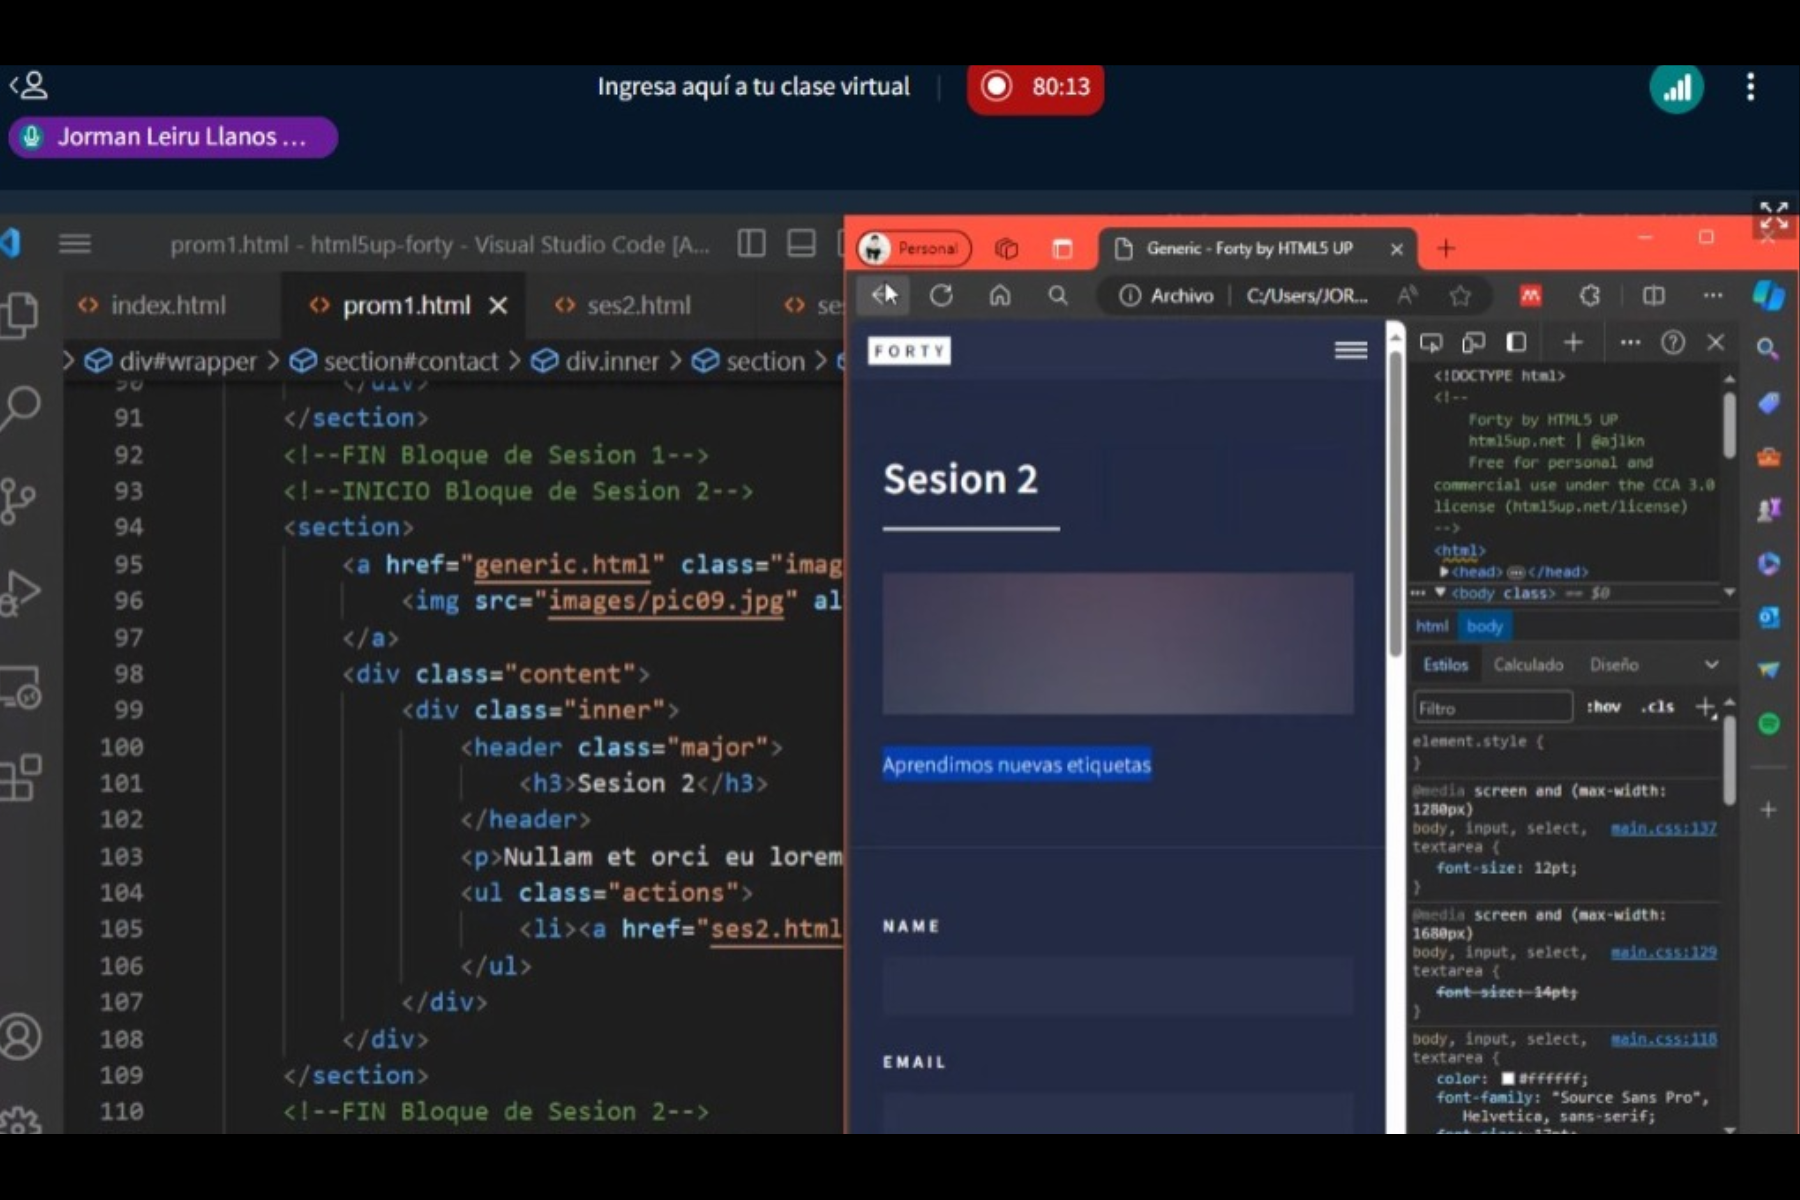 Ingresa aquí a tu clase virtual
80:13
Jorman Leiru Llanos ...
prom1.html - html5up-forty - Visual Studio Code [A...
index.html
prom1.html
ses2.html
div#wrapper > section#contact > div.inner > section >
90 </div>
91 </section>
92 <!--FIN Bloque de Sesion 1-->
93 <!--INICIO Bloque de Sesion 2-->
94 <section>
95 <a href="generic.html" class="imag
96 <img src="images/pic09.jpg" al
97 </a>
98 <div class="content">
99 <div class="inner">
100 <header class="major">
101 <h3>Sesion 2</h3>
102 </header>
103 <p>Nullam et orci eu lorem
104 <ul class="actions">
105 <li><a href="ses2.html
106 </ul>
107 </div>
108 </div>
109 </section>
110 <!--FIN Bloque de Sesion 2-->
Personal
Generic - Forty by HTML5 UP
Archivo
C:/Users/JOR...
FORTY
Sesion 2
Aprendimos nuevas etiquetas
NAME
EMAIL
<!DOCTYPE html>
<!--
Forty by HTML5 UP
html5up.net | @ajlkn
Free for personal and
commercial use under the CCA 3.0
license (html5up.net/license)
-->
<html>
<head> ... </head>
... <body class> == $0
html body
Estilos Calculado Diseño
Filtro :hov .cls
element.style {
}
@media screen and (max-width:
1280px)
body, input, select, main.css:137
textarea {
font-size: 12pt;
}
@media screen and (max-width:
1680px)
body, input, select, main.css:129
textarea {
font-size: 14pt;
}
body, input, select, main.css:118
textarea {
color: #ffffff;
font-family: "Source Sans Pro",
Helvetica, sans-serif;
font-size: 17pt;